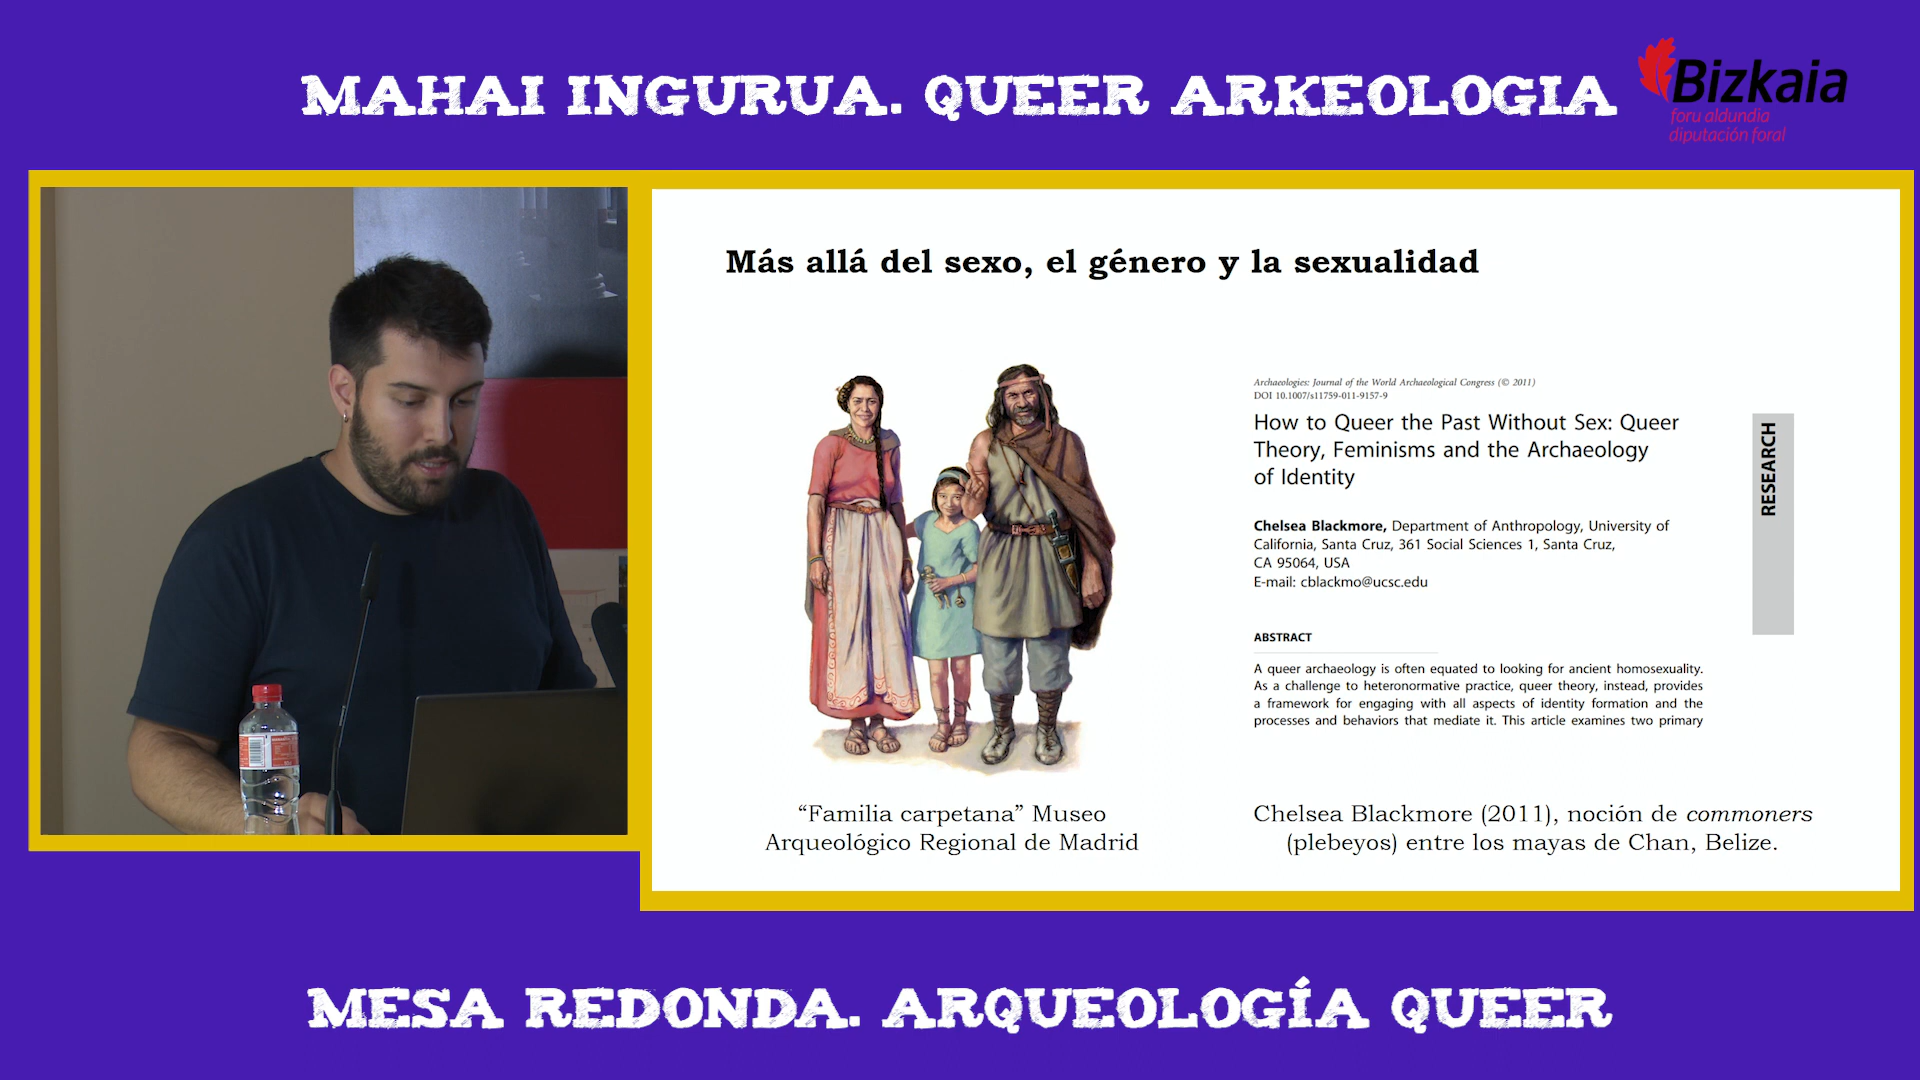 MAHAI INGURUA. QUEER ARKEOLOGIA
Bizkaia
foru aldundia
diputación foral
Más allá del sexo, el género y la sexualidad
Archaeologies: Journal of the World Archaeological Congress (© 2011)
DOI 10.1007/s11759-011-9157-9
How to Queer the Past Without Sex: Queer
Theory, Feminisms and the Archaeology
of Identity
RESEARCH
Chelsea Blackmore, Department of Anthropology, University of
California, Santa Cruz, 361 Social Sciences 1, Santa Cruz,
CA 95064, USA
E-mail: cblackmo@ucsc.edu
ABSTRACT
A queer archaeology is often equated to looking for ancient homosexuality.
As a challenge to heteronormative practice, queer theory, instead, provides
a framework for engaging with all aspects of identity formation and the
processes and behaviors that mediate it. This article examines two primary
“Familia carpetana” Museo
Arqueológico Regional de Madrid
Chelsea Blackmore (2011), noción de commoners
(plebeyos) entre los mayas de Chan, Belize.
MESA REDONDA. ARQUEOLOGÍA QUEER